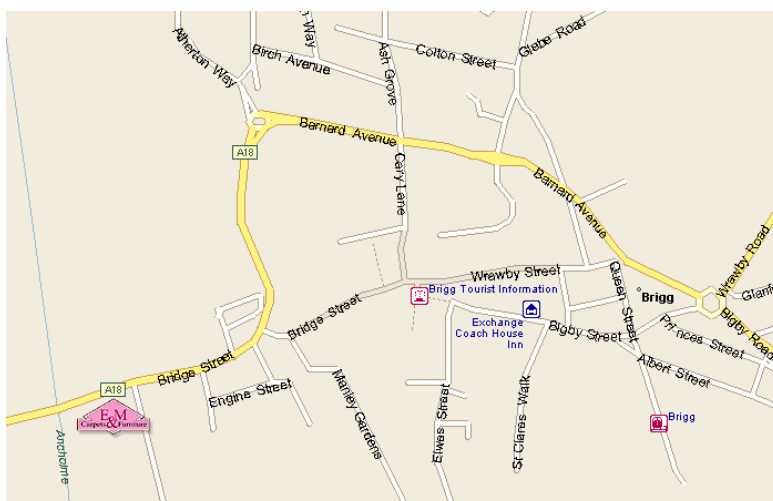 Glebe Road
Colton Street
Ash Grove
Way
Birch Avenue
Atherton Way
Barnard Avenue
A18
Cary Lane
Barnard Avenue
Wrawby Road
Wrawby Street
Queen Street
Brigg Tourist Information
Brigg
Glanf
Bridge Street
Exchange
Coach House
Inn
Bigby Street
Princes Street
Bigby Road
Albert Street
Bridge Street
A18
Engine Street
Manley Gardens
Elwes Street
St Clares Walk
Brigg
E&M
Carpets&Furniture
Ancholme